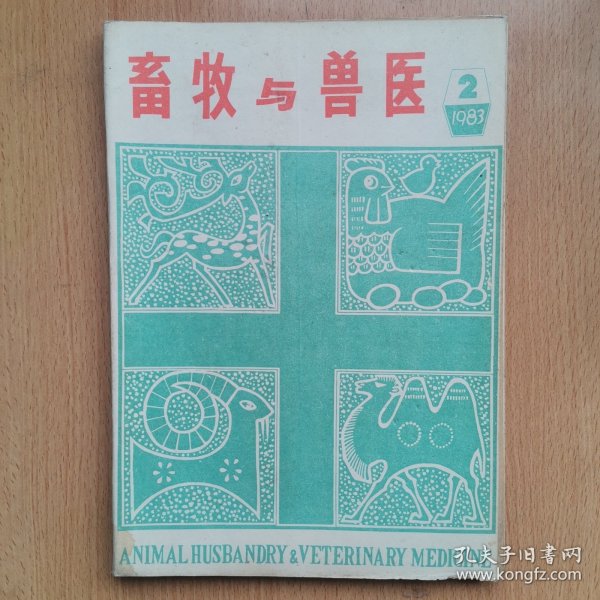 畜牧与兽医
2
1983
ANIMAL HUSBANDRY & VETERINARY MEDICINE
孔夫子旧书网
www.kongfz.com